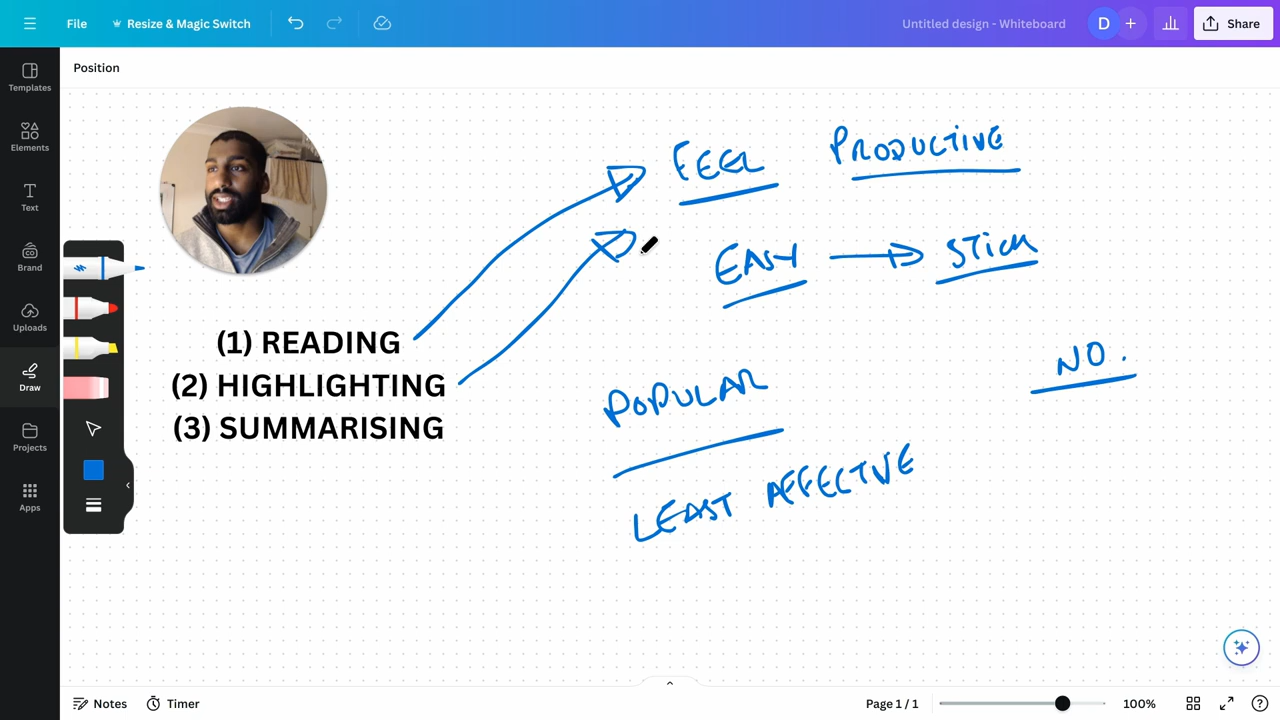 File
Resize & Magic Switch
Untitled design - Whiteboard
D
+
Share
Position
Templates
Elements
Text
Brand
Uploads
Draw
Projects
Apps
(1) READING
(2) HIGHLIGHTING
(3) SUMMARISING
FEEL PRODUCTIVE
EASY STICK
NO.
POPULAR
LEAST AFFECTIVE
Notes
Timer
Page 1 / 1
100%